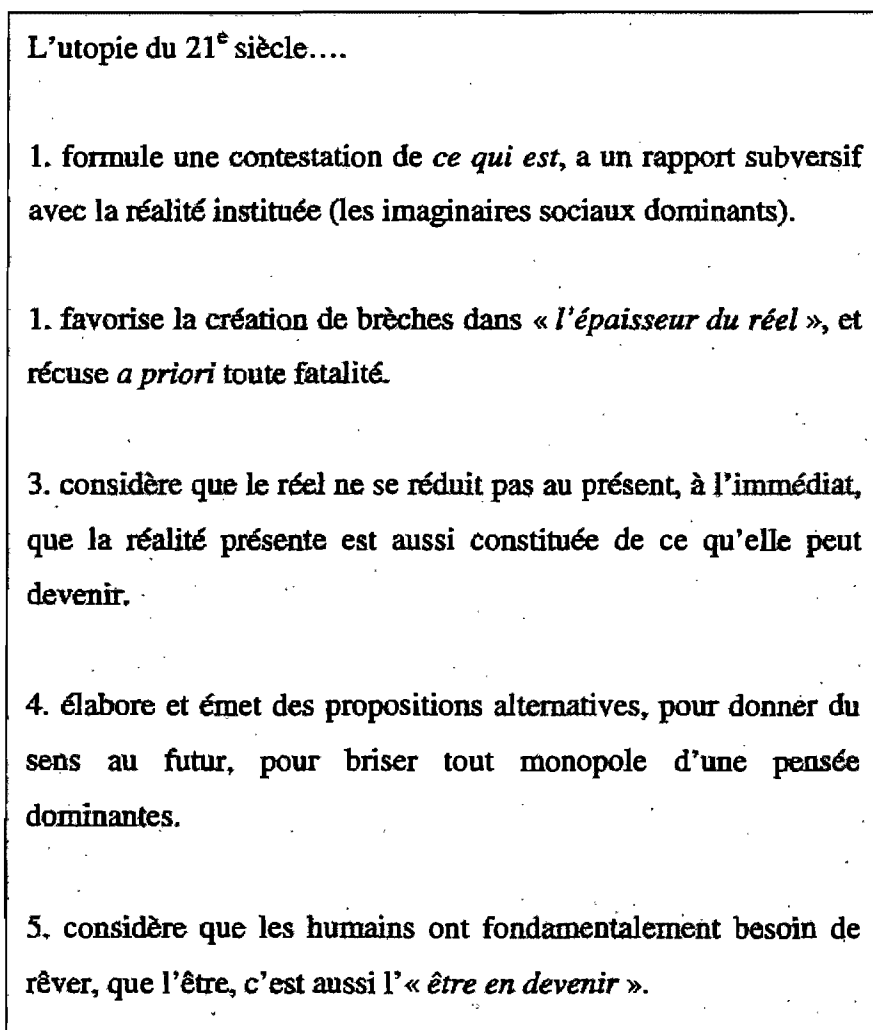 L'utopie du 21è siècle....
1. formule une contestation de ce qui est, a un rapport subversif
avec la réalité instituée (les imaginaires sociaux dominants).
1. favorise la création de brèches dans « l'épaisseur du réel », et
récuse a priori toute fatalité.
3. considère que le réel ne se réduit pas au présent, à l'immédiat,
que la réalité présente est aussi constituée de ce qu'elle peut
devenir.
4. élabore et émet des propositions alternatives, pour donner du
sens au futur, pour briser tout monopole d'une pensée
dominantes.
5. considère que les humains ont fondamentalement besoin de
rêver, que l'être, c'est aussi l'« être en devenir ».